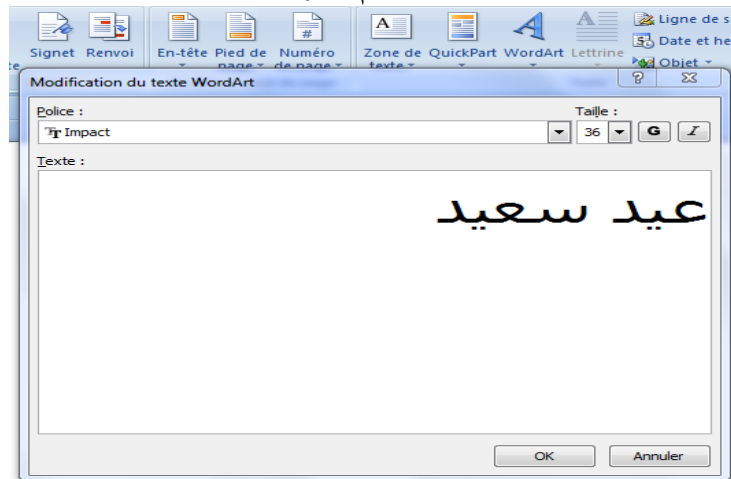 Signet Renvoi En-tête Pied de page Numéro de page Zone de texte QuickPart WordArt Lettrine
Ligne de s
Date et he
Objet
Modification du texte WordArt
Police : Taille :
Impact 36 G I
Texte :
عيد سعيد
OK Annuler